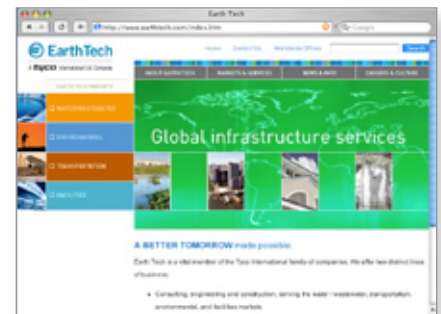 Earth Tech
http://www.earthtech.com/index.htm
Google
EarthTech
A tyco International Ltd. Company
Home Contact Us Worldwide Offices Search
ABOUT EARTHTECH MARKETS & SERVICES NEWS & INFO CAREERS & CULTURE
EARTHTECH MARKETS
WATER/WASTEWATER
ENVIRONMENTAL
TRANSPORTATION
FACILITIES
Global infrastructure services
A BETTER TOMORROW made possible
Earth Tech is a vital member of the Tyco International family of companies. We offer two distinct lines
of business:
• Consulting, engineering and construction, serving the water / wastewater, transportation,
environmental, and facilities markets